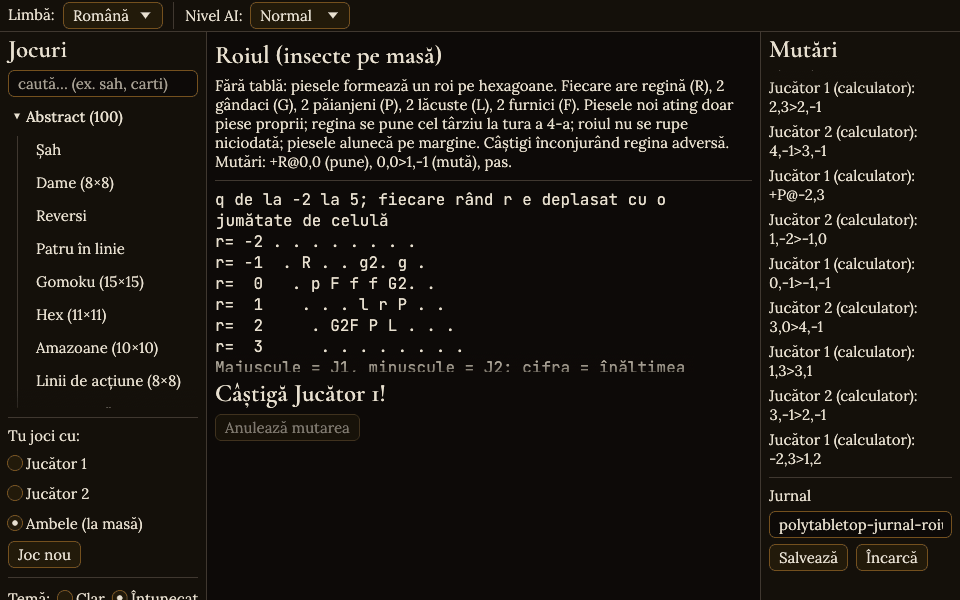 Limbă: Română ▼ Nivel AI: Normal ▼
Jocuri
caută... (ex. sah, carti)
▼ Abstract (100)
Șah
Dame (8×8)
Reversi
Patru în linie
Gomoku (15×15)
Hex (11×11)
Amazoane (10×10)
Linii de acțiune (8×8)
Tu joci cu:
Jucător 1
Jucător 2
Ambele (la masă)
Joc nou
Temă: Clar Întunecat
Roiul (insecte pe masă)
Fără tablă: piesele formează un roi pe hexagoane. Fiecare are regină (R), 2
gândaci (G), 2 păianjeni (P), 2 lăcuste (L), 2 furnici (F). Piesele noi ating doar
piese proprii; regina se pune cel târziu la tura a 4-a; roiul nu se rupe
niciodată; piesele alunecă pe margine. Câștigi înconjurând regina adversă.
Mutări: +R@0,0 (pune), 0,0>1,-1 (mută), pas.
q de la -2 la 5; fiecare rând r e deplasat cu o
jumătate de celulă
r= -2 . . . . . . . .
r= -1  . R . . g2. g .
r=  0   . p F f f G2. .
r=  1    . . . l r P . .
r=  2     . G2F P L . . .
r=  3      . . . . . . . .
Majuscule = J1, minuscule = J2; cifra = înălțimea
Câștigă Jucător 1!
Anulează mutarea
Mutări
Jucător 1 (calculator):
2,3>2,-1
Jucător 2 (calculator):
4,-1>3,-1
Jucător 1 (calculator):
+P@-2,3
Jucător 2 (calculator):
1,-2>-1,0
Jucător 1 (calculator):
0,-1>-1,-1
Jucător 2 (calculator):
3,0>4,-1
Jucător 1 (calculator):
1,3>3,1
Jucător 2 (calculator):
3,-1>2,-1
Jucător 1 (calculator):
-2,3>1,2
Jurnal
polytabletop-jurnal-roiu
Salvează Încarcă